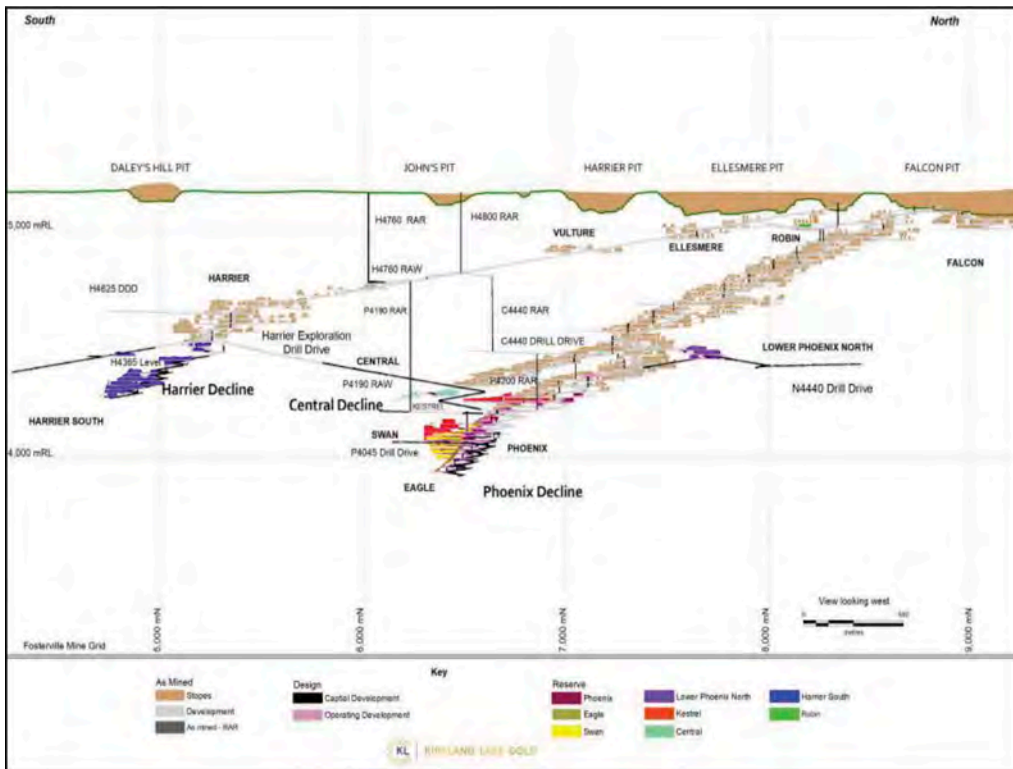 South
North
DALEY'S HILL PIT
JOHN'S PIT
HARRIER PIT
ELLESMERE PIT
FALCON PIT
5,000 mRL
H4760 RAR
H4800 RAR
VULTURE
ELLESMERE
ROBIN
FALCON
H4760 RAW
HARRIER
H4625 DDD
P4190 RAR
C4440 RAR
Harrier Exploration
Drill Drive
C4440 DRILL DRIVE
LOWER PHOENIX NORTH
H4365 Level
CENTRAL
P4200 RAR
N4440 Drill Drive
Harrier Decline
P4190 RAW
Central Decline
KESTREL
HARRIER SOUTH
SWAN
PHOENIX
4,000 mRL
P4045 Drill Drive
EAGLE
Phoenix Decline
View looking west
0
metres
5,000 mN
6,000 mN
7,000 mN
8,000 mN
9,000 mN
Fosterville Mine Grid
Key
As Mined
Stopes
Development
As mined - RAR
Design
Capital Development
Operating Development
Reserve
Phoenix
Eagle
Swan
Lower Phoenix North
Kestrel
Central
Harrier South
Robin
KL KIRKLAND LAKE GOLD